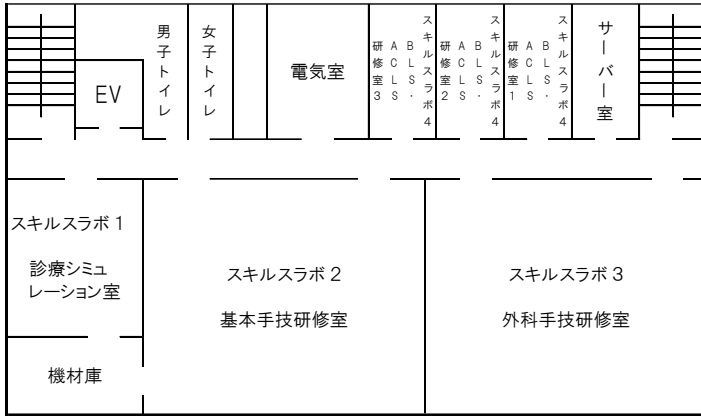 EV
男子トイレ
女子トイレ
電気室
スキルスラボ4
BLS・
ACLS
研修室3
スキルスラボ4
BLS・
ACLS
研修室2
スキルスラボ4
BLS・
ACLS
研修室1
サーバー室
スキルスラボ1
診療シミュ
レーション室
機材庫
スキルスラボ2
基本手技研修室
スキルスラボ3
外科手技研修室